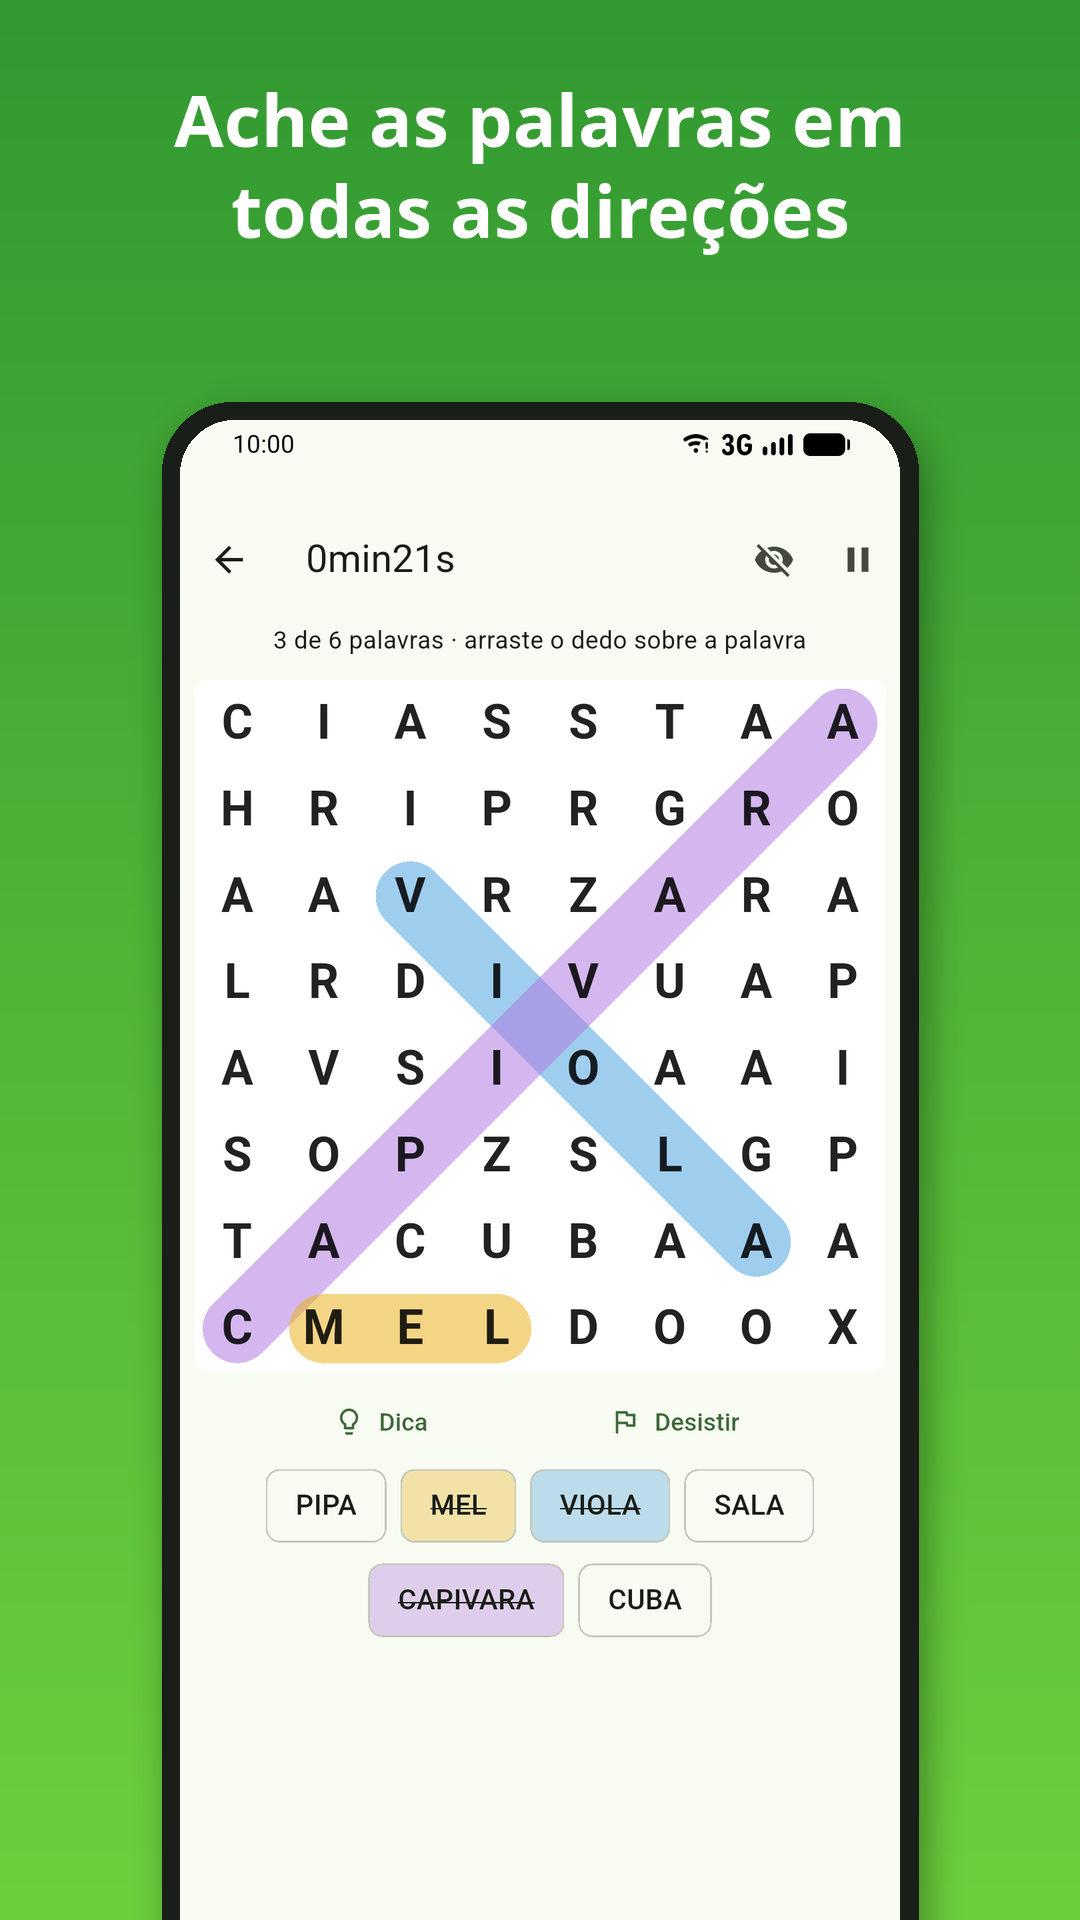 Ache as palavras em
todas as direções
10:00 3G
0min21s
3 de 6 palavras · arraste o dedo sobre a palavra
C I A S S T A A
H R I P R G R O
A A V R Z A R A
L R D I V U A P
A V S I O A A I
S O P Z S L G P
T A C U B A A A
C M E L D O O X
Dica Desistir
PIPA MEL VIOLA SALA
CAPIVARA CUBA